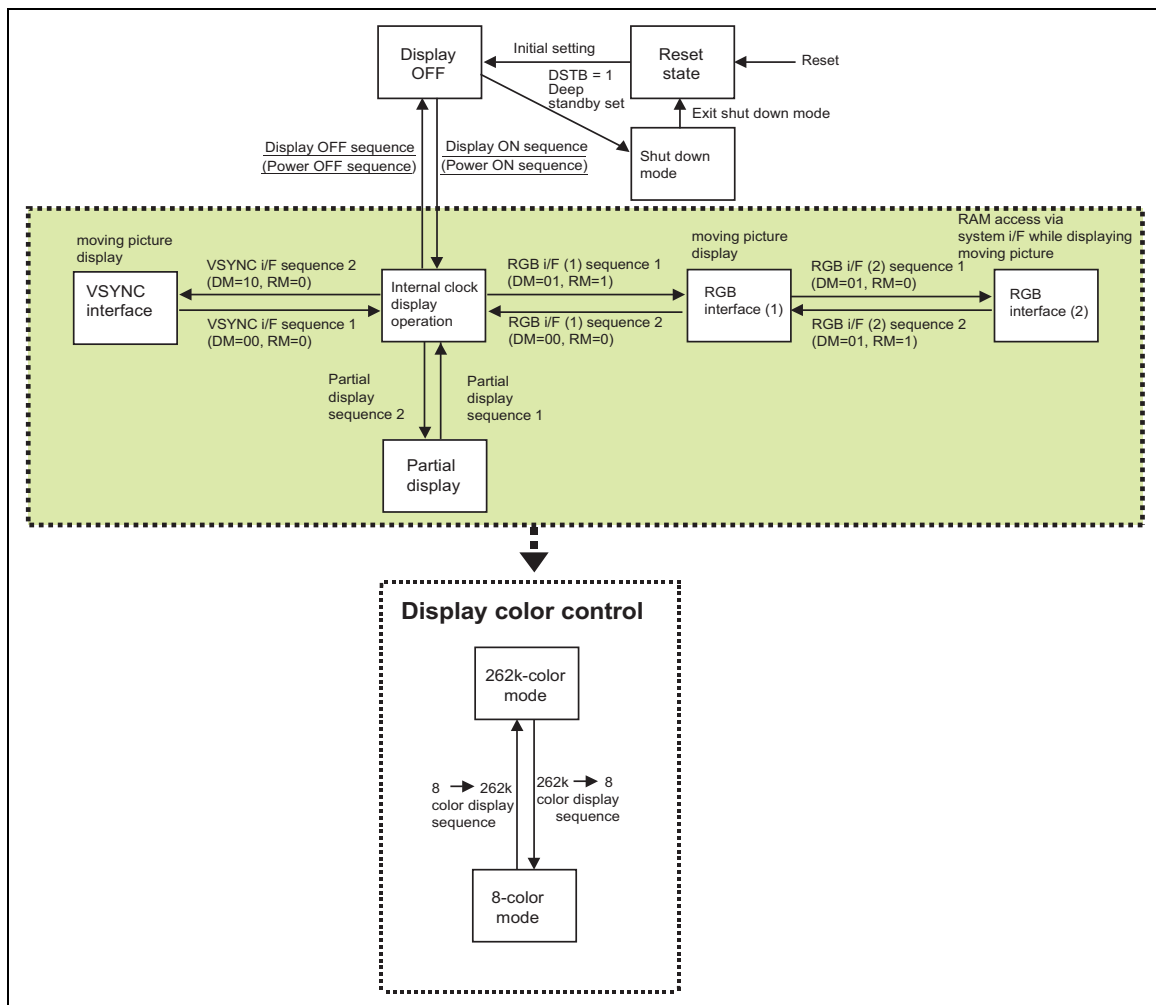 Display
OFF
Initial setting
Reset
state
Reset
DSTB = 1
Deep
standby set
Exit shut down mode
Shut down
mode
Display OFF sequence
(Power OFF sequence)
Display ON sequence
(Power ON sequence)
moving picture
display
VSYNC
interface
VSYNC i/F sequence 2
(DM=10, RM=0)
VSYNC i/F sequence 1
(DM=00, RM=0)
Internal clock
display
operation
RGB i/F (1) sequence 1
(DM=01, RM=1)
RGB i/F (1) sequence 2
(DM=00, RM=0)
moving picture
display
RGB
interface (1)
RGB i/F (2) sequence 1
(DM=01, RM=0)
RGB i/F (2) sequence 2
(DM=01, RM=1)
RAM access via
system i/F while displaying
moving picture
RGB
interface (2)
Partial
display
sequence 2
Partial
display
sequence 1
Partial
display
Display color control
262k-color
mode
8 → 262k
color display
sequence
262k → 8
color display
sequence
8-color
mode